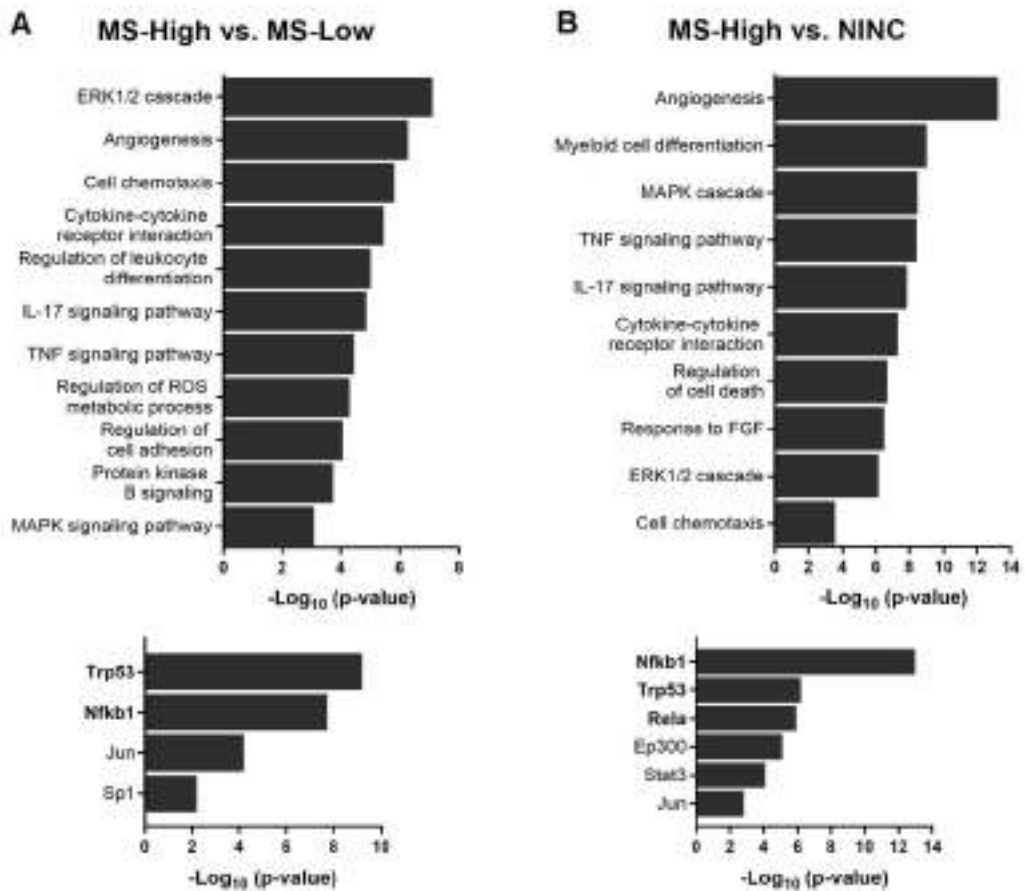 A
MS-High vs. MS-Low
ERK1/2 cascade
Angiogenesis
Cell chemotaxis
Cytokine-cytokine
receptor interaction
Regulation of leukocyte
differentiation
IL-17 signaling pathway
TNF signaling pathway
Regulation of ROS
metabolic process
Regulation of
cell adhesion
Protein kinase
B signaling
MAPK signaling pathway
0 2 4 6 8
-Log10 (p-value)
Trp53
Nfkb1
Jun
Sp1
0 2 4 6 8 10
-Log10 (p-value)
B
MS-High vs. NINC
Angiogenesis
Myeloid cell differentiation
MAPK cascade
TNF signaling pathway
IL-17 signaling pathway
Cytokine-cytokine
receptor interaction
Regulation
of cell death
Response to FGF
ERK1/2 cascade
Cell chemotaxis
0 2 4 6 8 10 12 14
-Log10 (p-value)
Nfkb1
Trp53
Rela
Ep300
Stat3
Jun
0 2 4 6 8 10 12 14
-Log10 (p-value)